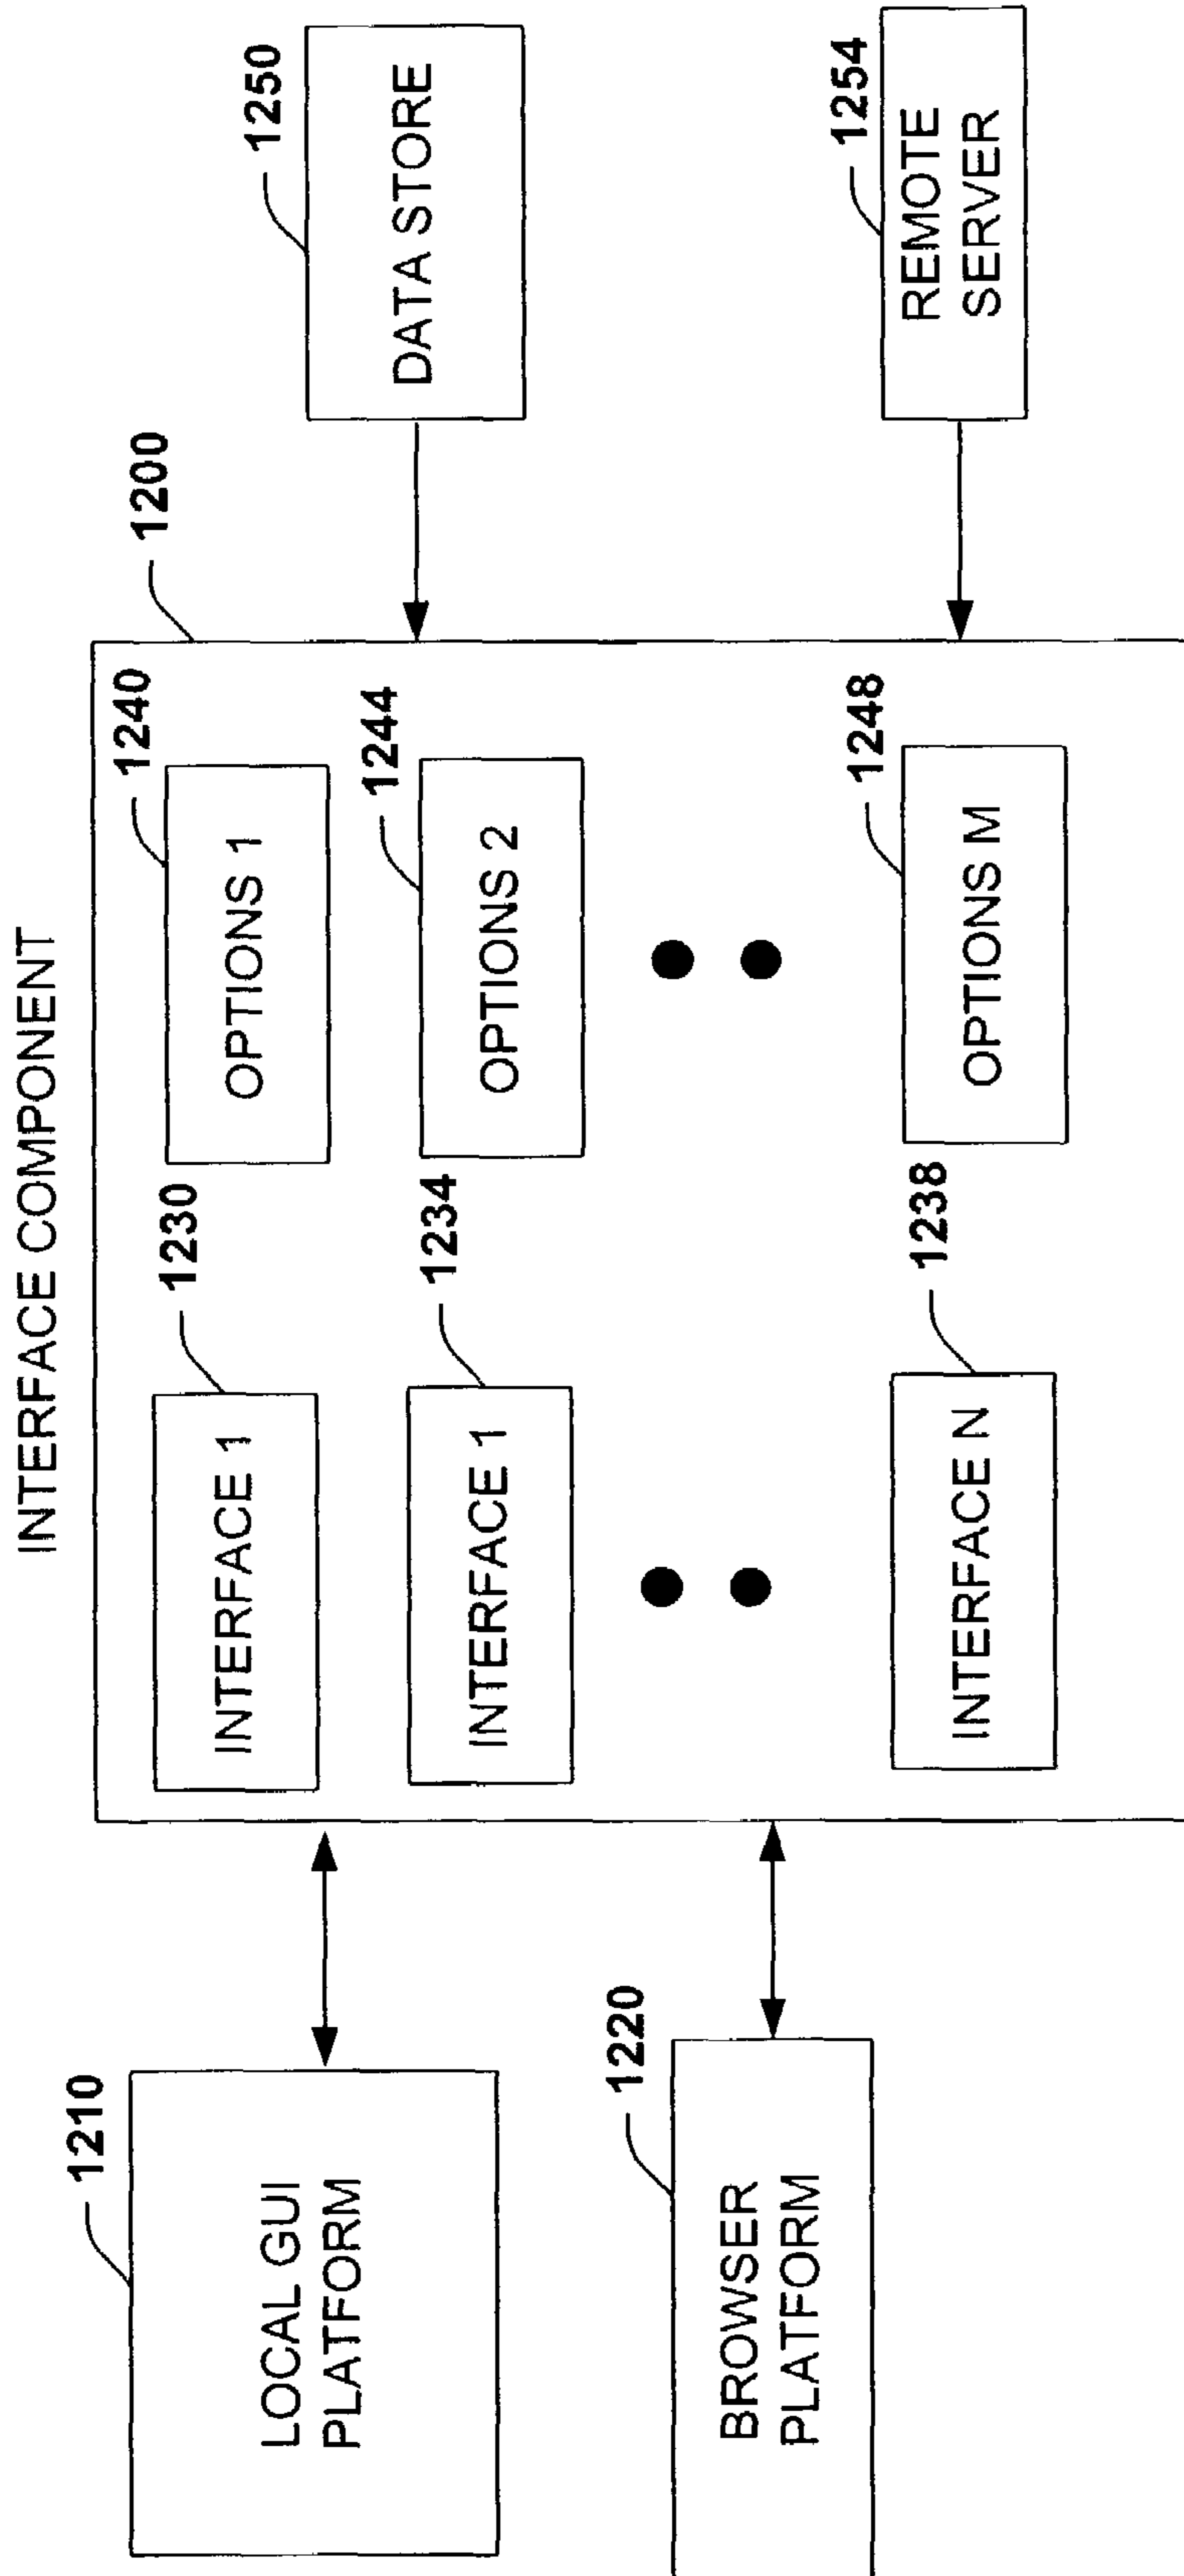 INTERFACE COMPONENT
1200
1210
LOCAL GUI
PLATFORM
1220
BROWSER
PLATFORM
1230
INTERFACE 1
1234
INTERFACE 1
1238
INTERFACE N
1240
OPTIONS 1
1244
OPTIONS 2
1248
OPTIONS M
1250
DATA STORE
1254
REMOTE
SERVER